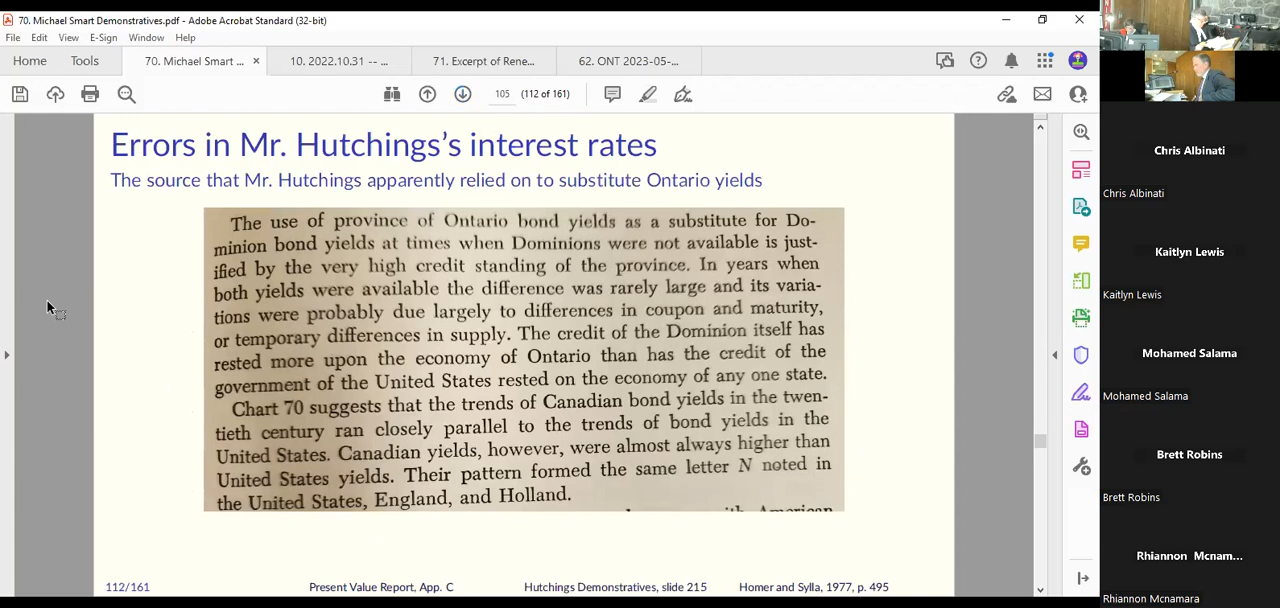 70. Michael Smart Demonstratives.pdf - Adobe Acrobat Standard (32-bit)
File Edit View E-Sign Window Help
Home Tools 70. Michael Smart ... × 10. 2022.10.31 -- ... 71. Excerpt of Rene... 62. ONT 2023-05-...
105 (112 of 161)
Errors in Mr. Hutchings's interest rates
The source that Mr. Hutchings apparently relied on to substitute Ontario yields
The use of province of Ontario bond yields as a substitute for Do-
minion bond yields at times when Dominions were not available is just-
ified by the very high credit standing of the province. In years when
both yields were available the difference was rarely large and its varia-
tions were probably due largely to differences in coupon and maturity,
or temporary differences in supply. The credit of the Dominion itself has
rested more upon the economy of Ontario than has the credit of the
government of the United States rested on the economy of any one state.
Chart 70 suggests that the trends of Canadian bond yields in the twen-
tieth century ran closely parallel to the trends of bond yields in the
United States. Canadian yields, however, were almost always higher than
United States yields. Their pattern formed the same letter N noted in
the United States, England, and Holland.
112/161 Present Value Report, App. C Hutchings Demonstratives, slide 215 Homer and Sylla, 1977, p. 495
Chris Albinati
Chris Albinati
Kaitlyn Lewis
Kaitlyn Lewis
Mohamed Salama
Mohamed Salama
Brett Robins
Brett Robins
Rhiannon Mcnam...
Rhiannon Mcnamara